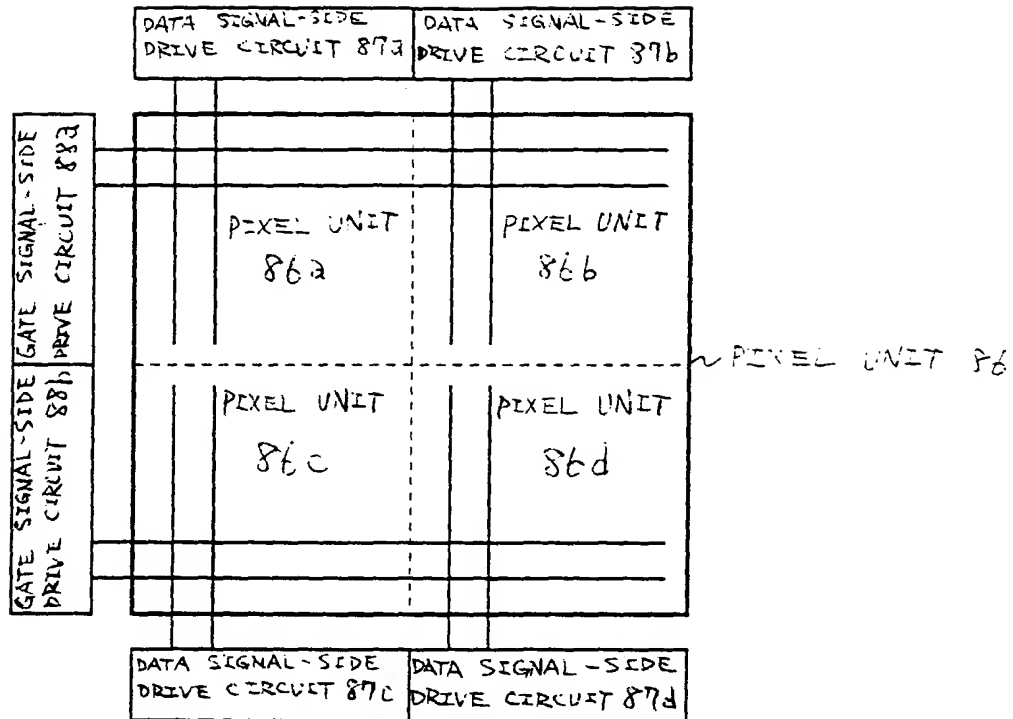 DATA SIGNAL-SIDE
DRIVE CIRCUIT 87a
DATA SIGNAL-SIDE
DRIVE CIRCUIT 87b
GATE SIGNAL-SIDE
DRIVE CIRCUIT 88a
PIXEL UNIT
86a
PIXEL UNIT
86b
PIXEL UNIT 86
GATE SIGNAL-SIDE
DRIVE CIRCUIT 88b
PIXEL UNIT
86c
PIXEL UNIT
86d
DATA SIGNAL-SIDE
DRIVE CIRCUIT 87c
DATA SIGNAL-SIDE
DRIVE CIRCUIT 87d